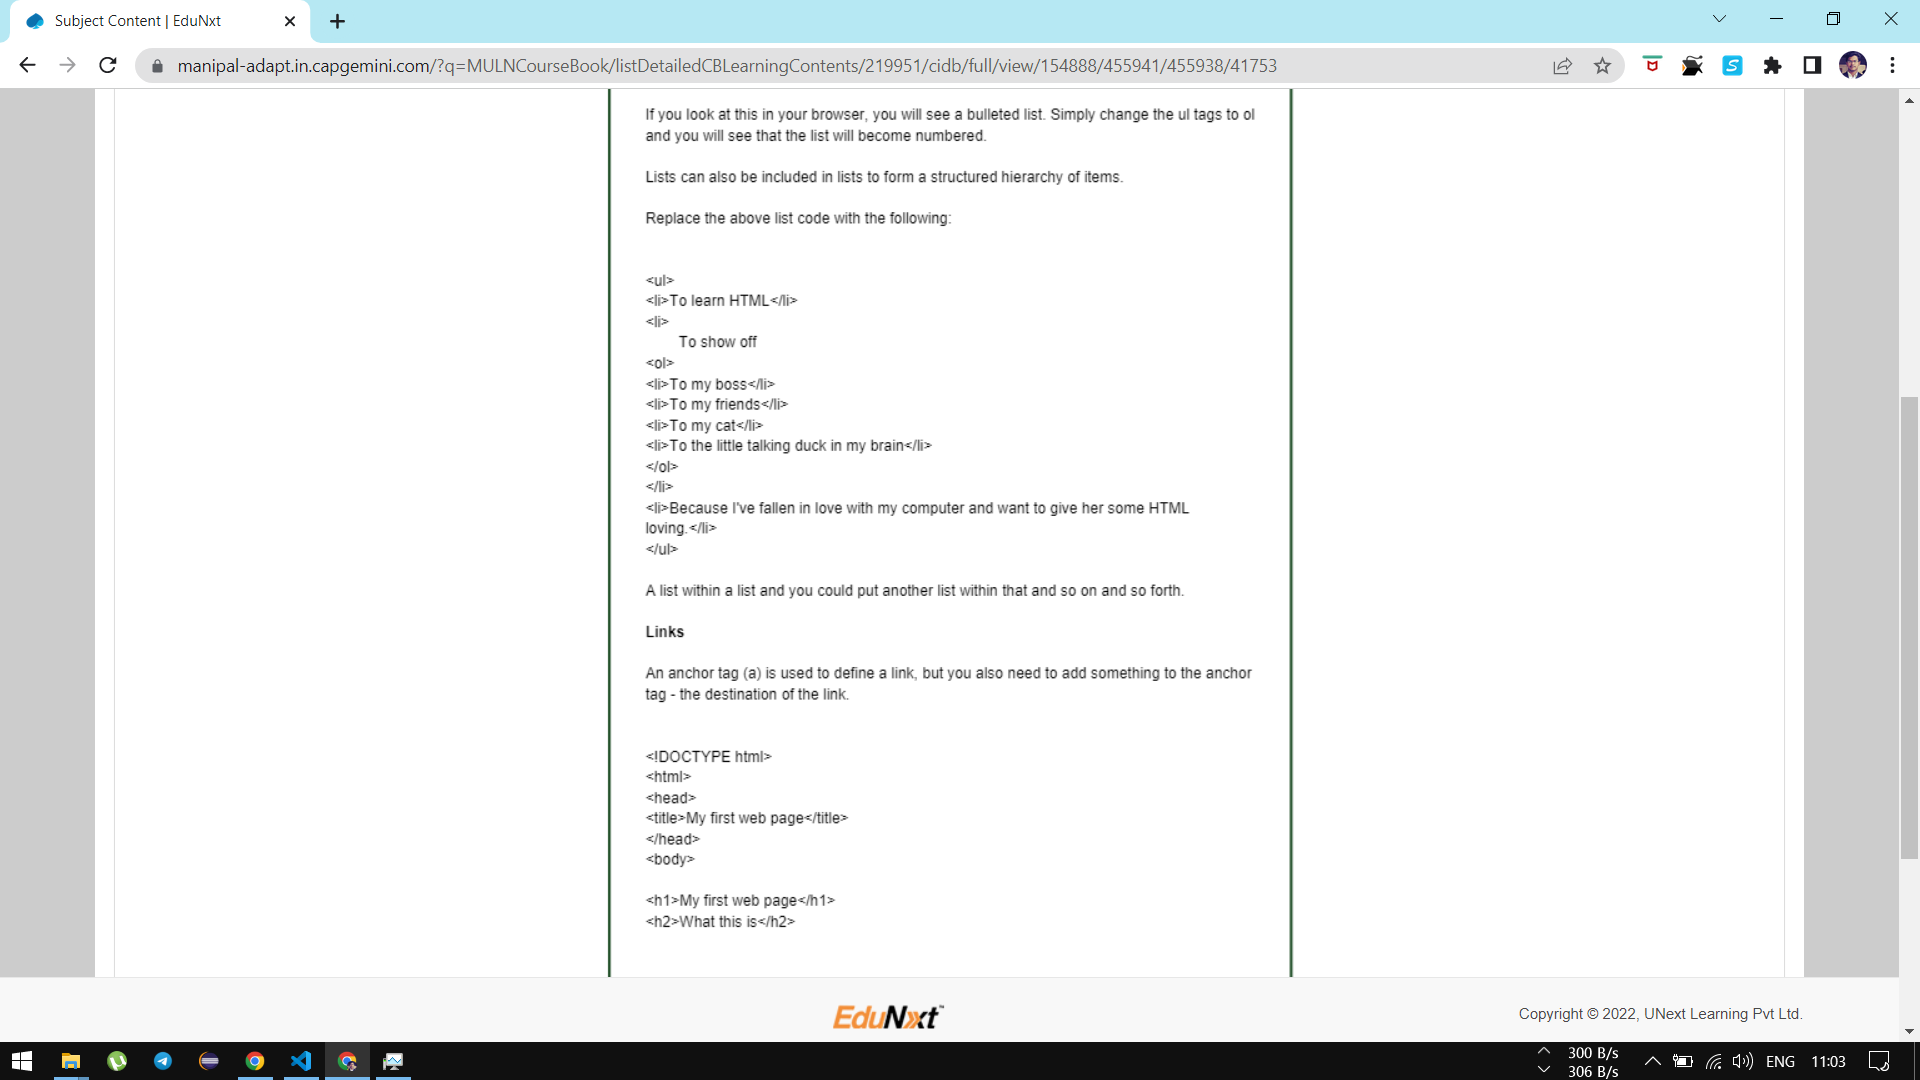 Subject Content | EduNxt
manipal-adapt.in.capgemini.com/?q=MULNCourseBook/listDetailedCBLearningContents/219951/cidb/full/view/154888/455941/455938/41753
If you look at this in your browser, you will see a bulleted list. Simply change the ul tags to ol
and you will see that the list will become numbered.
Lists can also be included in lists to form a structured hierarchy of items.
Replace the above list code with the following:
<ul>
<li>To learn HTML</li>
<li>
To show off
<ol>
<li>To my boss</li>
<li>To my friends</li>
<li>To my cat</li>
<li>To the little talking duck in my brain</li>
</ol>
</li>
<li>Because I've fallen in love with my computer and want to give her some HTML
loving.</li>
</ul>
A list within a list and you could put another list within that and so on and so forth.
Links
An anchor tag (a) is used to define a link, but you also need to add something to the anchor
tag - the destination of the link.
<!DOCTYPE html>
<html>
<head>
<title>My first web page</title>
</head>
<body>
<h1>My first web page</h1>
<h2>What this is</h2>
EduNxt™
Copyright © 2022, UNext Learning Pvt Ltd.
300 B/s
306 B/s
ENG
11:03